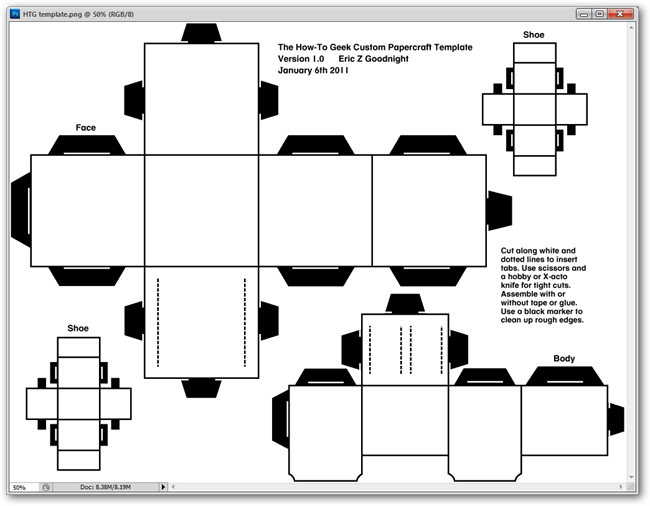 HTG template.png @ 50% (RGB/8)
The How-To Geek Custom Papercraft Template
Version 1.0 Eric Z Goodnight
January 6th 2011
Shoe
Face
Cut along white and
dotted lines to insert
tabs. Use scissors and
a hobby or X-acto
knife for tight cuts.
Assemble with or
without tape or glue.
Use a black marker to
clean up rough edges.
Shoe
Body
50%
Doc: 8.38M/8.19M